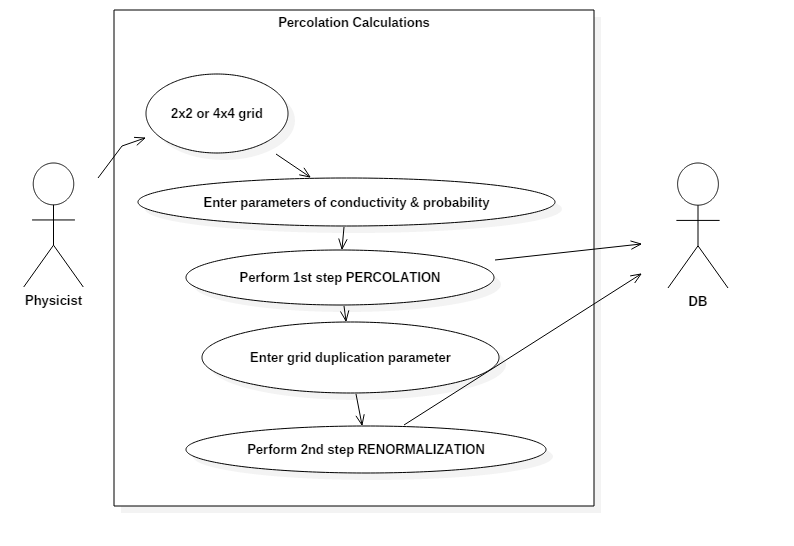 Percolation Calculations
2x2 or 4x4 grid
Enter parameters of conductivity & probability
Perform 1st step PERCOLATION
Physicist
DB
Enter grid duplication parameter
Perform 2nd step RENORMALIZATION